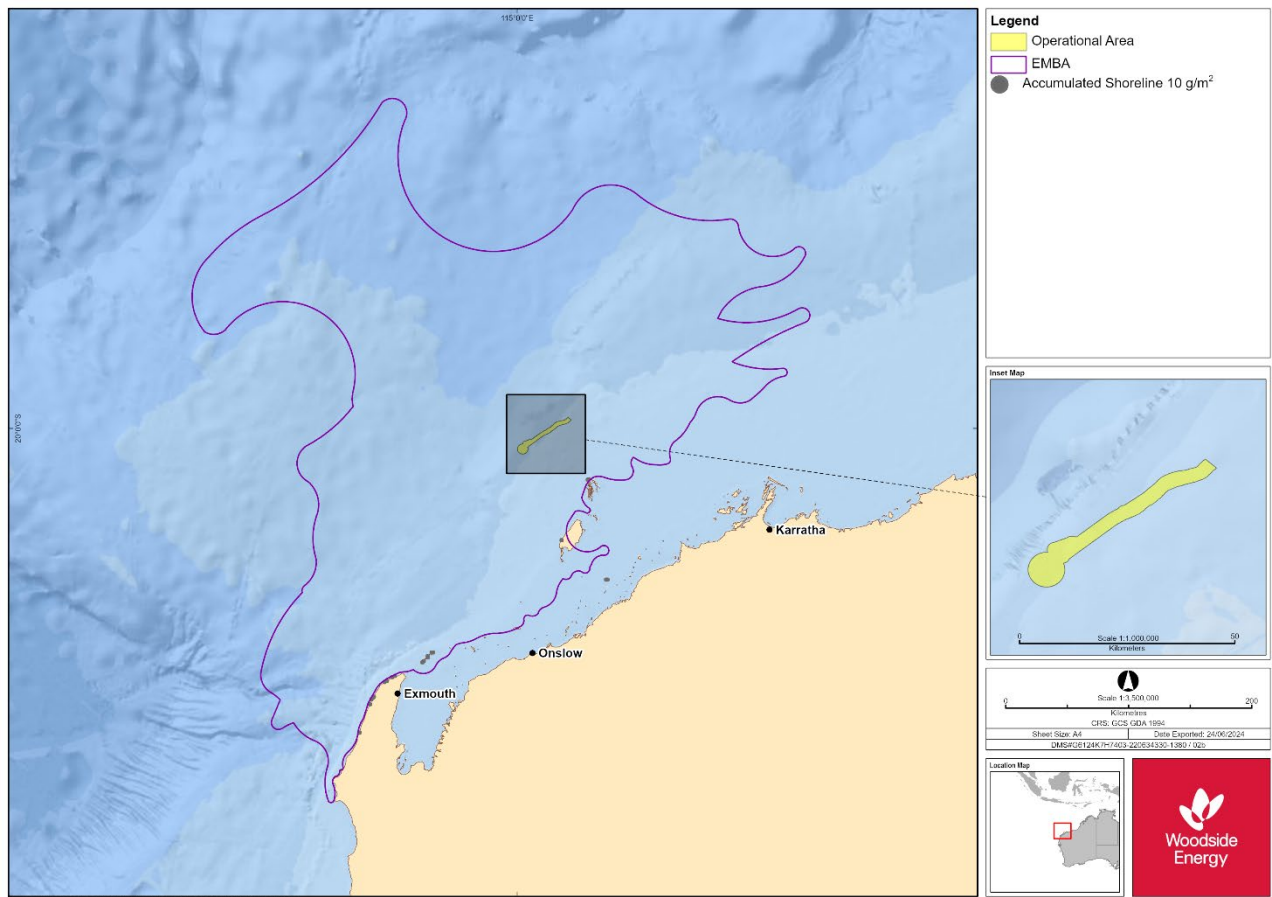 115°0'0"E
20°0'0"S
Karratha
Onslow
Exmouth
Legend
Operational Area
EMBA
Accumulated Shoreline 10 g/m²
Inset Map
0 Scale 1:1,000,000 50
Kilometers
Scale 1:3,500,000
0 200
Kilometres
CRS: GCS GDA 1994
Sheet Size: A4 Date Exported: 24/06/2024
Location Map
Woodside
Energy